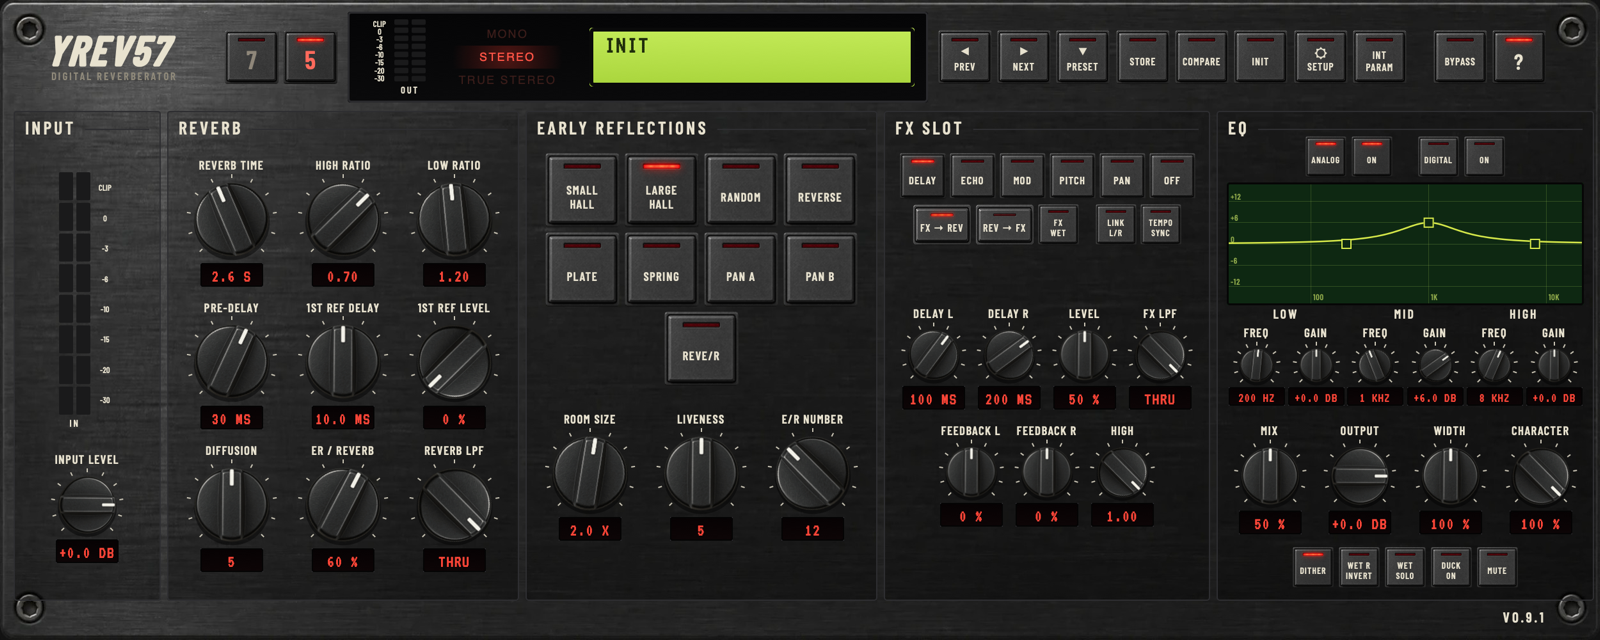 YREV57
DIGITAL REVERBERATOR
7
5
CLIP
0
-3
-6
-10
-15
-20
-30
OUT
MONO
STEREO
TRUE STEREO
INIT
PREV
NEXT
PRESET
STORE
COMPARE
INIT
SETUP
INT
PARAM
BYPASS
?
INPUT
CLIP
0
-3
-6
-10
-15
-20
-30
IN
INPUT LEVEL
+0.0 DB
REVERB
REVERB TIME
HIGH RATIO
LOW RATIO
2.6 S
0.70
1.20
PRE-DELAY
1ST REF DELAY
1ST REF LEVEL
30 MS
10.0 MS
0 %
DIFFUSION
ER / REVERB
REVERB LPF
5
60 %
THRU
EARLY REFLECTIONS
SMALL
HALL
LARGE
HALL
RANDOM
REVERSE
PLATE
SPRING
PAN A
PAN B
REVE/R
ROOM SIZE
LIVENESS
E/R NUMBER
2.0 X
5
12
FX SLOT
DELAY
ECHO
MOD
PITCH
PAN
OFF
FX → REV
REV → FX
FX
WET
LINK
L/R
TEMPO
SYNC
DELAY L
DELAY R
LEVEL
FX LPF
100 MS
200 MS
50 %
THRU
FEEDBACK L
FEEDBACK R
HIGH
0 %
0 %
1.00
EQ
ANALOG
ON
DIGITAL
ON
+12
+6
0
-6
-12
100
1K
10K
LOW
MID
HIGH
FREQ
GAIN
FREQ
GAIN
FREQ
GAIN
200 HZ
+0.0 DB
1 KHZ
+6.0 DB
8 KHZ
+0.0 DB
MIX
OUTPUT
WIDTH
CHARACTER
50 %
+0.0 DB
100 %
100 %
DITHER
WET R
INVERT
WET
SOLO
DUCK
ON
MUTE
V0.9.1